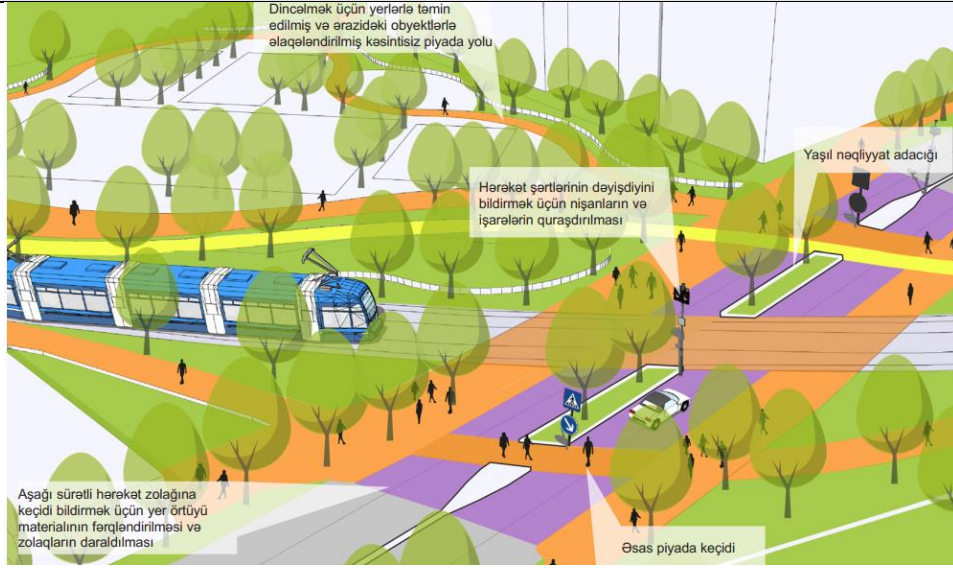 Dincəlmək üçün yerlərlə təmin
edilmiş və ərazidəki obyektlərlə
əlaqələndirilmiş kəsintisiz piyada yolu
Yaşıl nəqliyyat adacığı
Hərəkət şərtlərinin dəyişdiyini
bildirmək üçün nişanların və
işarələrin quraşdırılması
Aşağı sürətli hərəkət zolağına
keçidi bildirmək üçün yer örtüyü
materialının fərqləndirilməsi və
zolaqların daraldılması
Əsas piyada keçidi